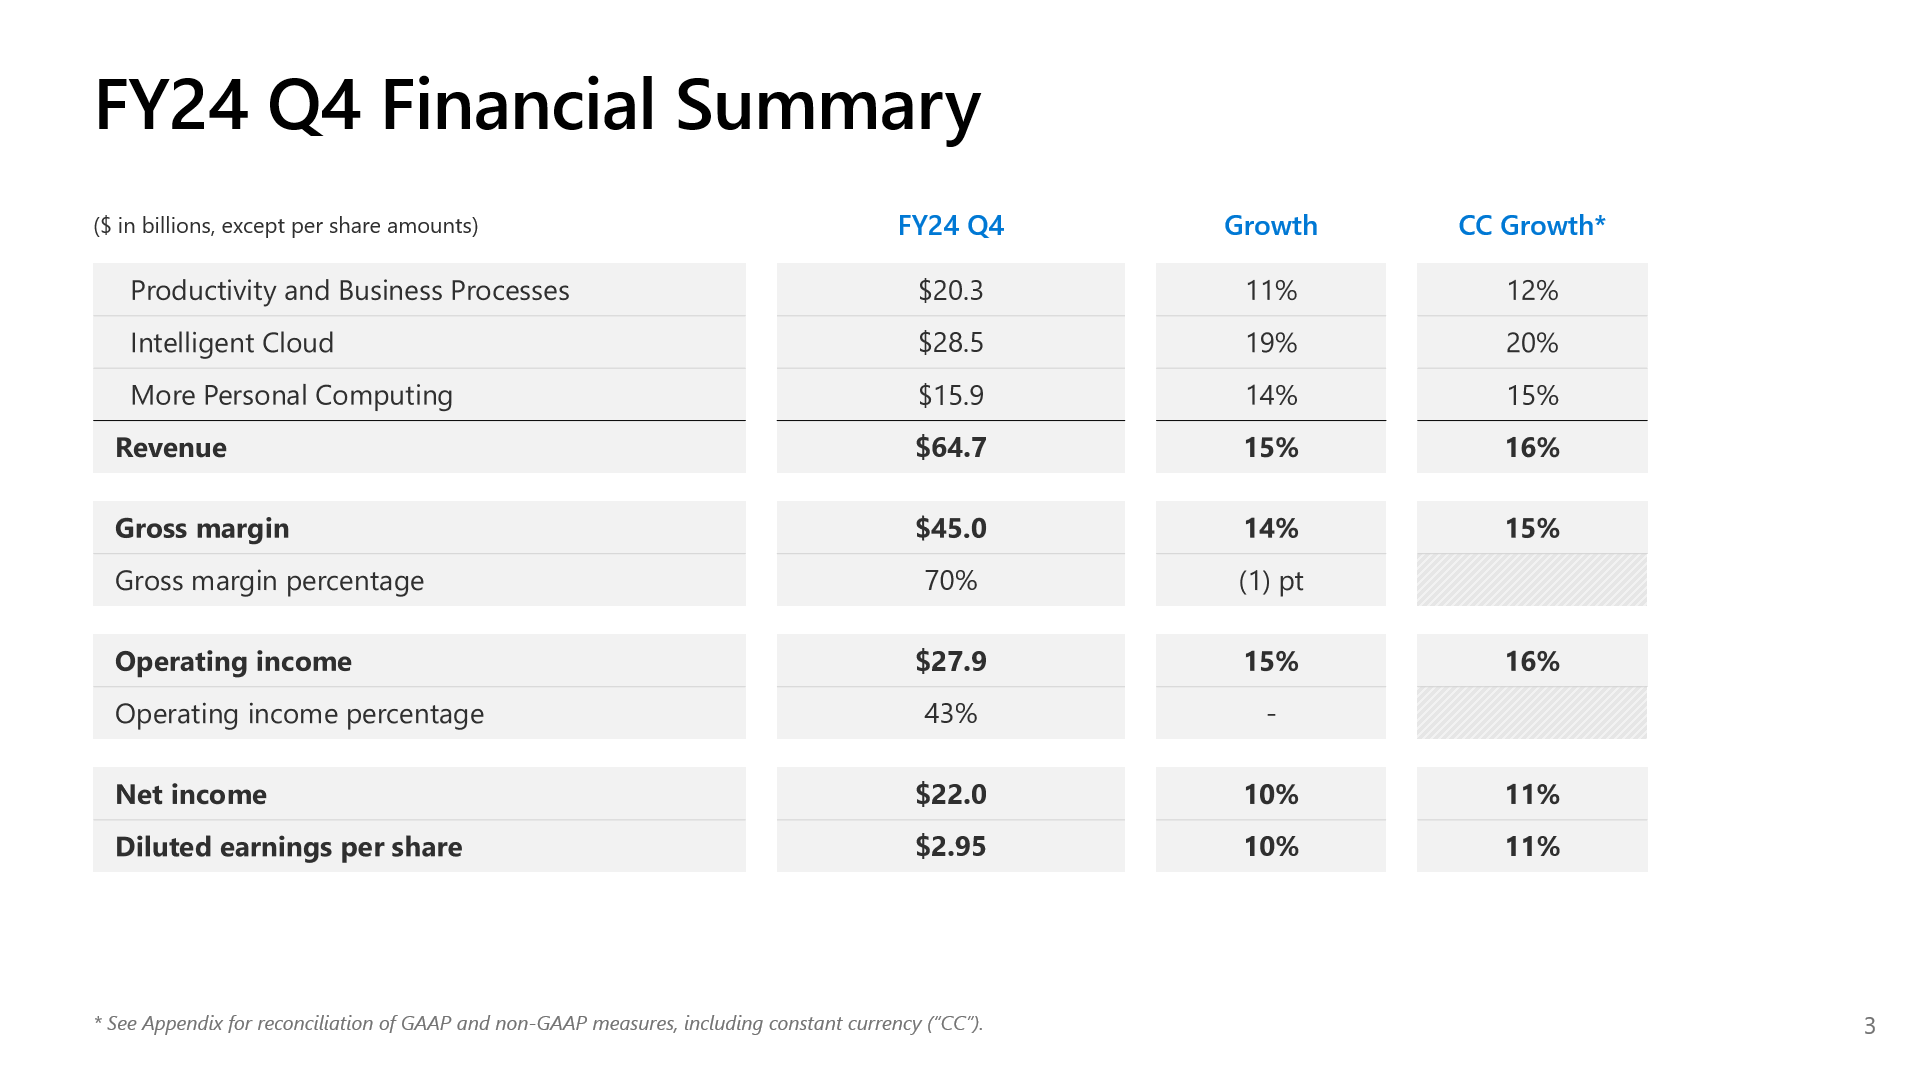 FY24 Q4 Financial Summary
($ in billions, except per share amounts) FY24 Q4 Growth CC Growth*
Productivity and Business Processes $20.3 11% 12%
Intelligent Cloud $28.5 19% 20%
More Personal Computing $15.9 14% 15%
Revenue $64.7 15% 16%
Gross margin $45.0 14% 15%
Gross margin percentage 70% (1) pt
Operating income $27.9 15% 16%
Operating income percentage 43% -
Net income $22.0 10% 11%
Diluted earnings per share $2.95 10% 11%
* See Appendix for reconciliation of GAAP and non-GAAP measures, including constant currency (“CC”).
3